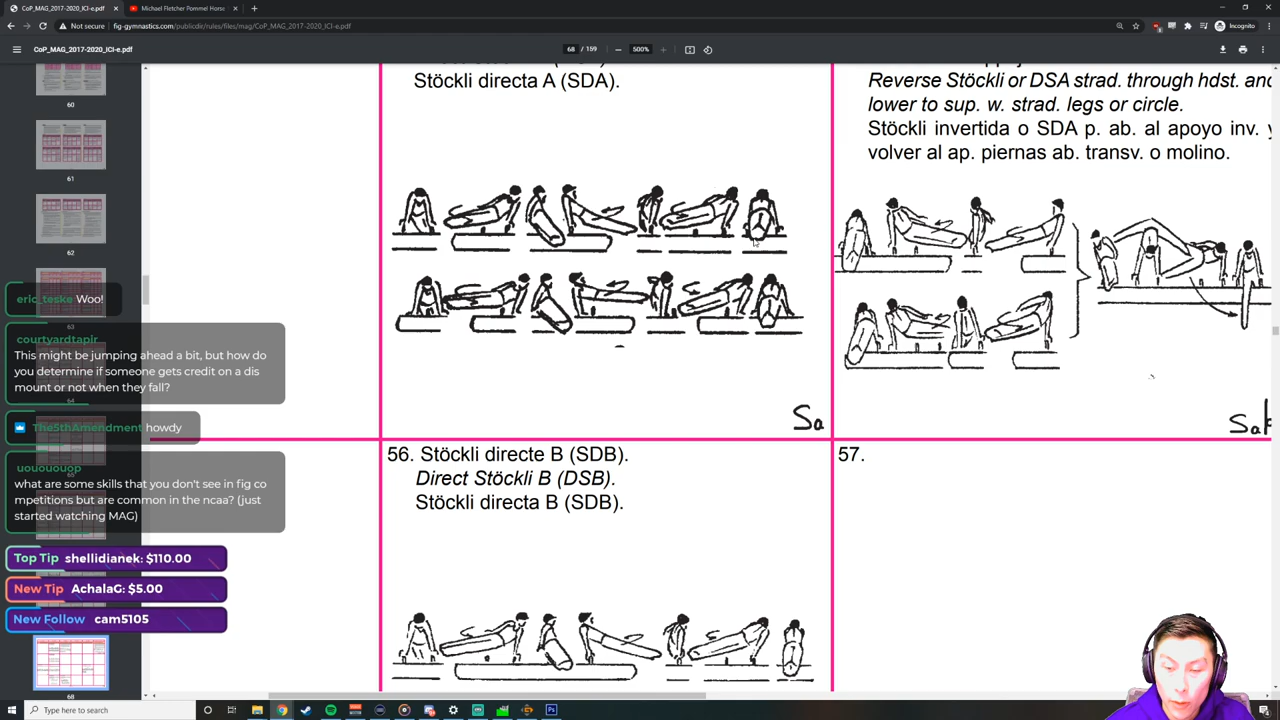 CoP_MAG_2017-2020_ICI-e.pdf
Michael Fletcher Pommel Hors
Not secure
fig-gymnastics.com/publicdir/rules/files/mag/CoP_MAG_2017-2020_ICI-e.pdf
Incognito
CoP_MAG_2017-2020_ICI-e.pdf
68 / 159
500%
60
61
62
63
64
68
Stöckli directa A (SDA).
Reverse Stöckli or DSA strad. through hdst. and
lower to sup. w. strad. legs or circle.
Stöckli invertida o SDA p. ab. al apoyo inv. y
volver al ap. piernas ab. transv. o molino.
56. Stöckli directe B (SDB).
Direct Stöckli B (DSB).
Stöckli directa B (SDB).
57.
eric_teske Woo!
courtyardtapir
This might be jumping ahead a bit, but how do
you determine if someone gets credit on a dis
mount or not when they fall?
The5thAmendment howdy
what are some skills that you don't see in fig co
mpetitions but are common in the ncaa? (just
started watching MAG)
Top Tip shellidianek: $110.00
New Tip AchalaG: $5.00
New Follow cam5105
Type here to search